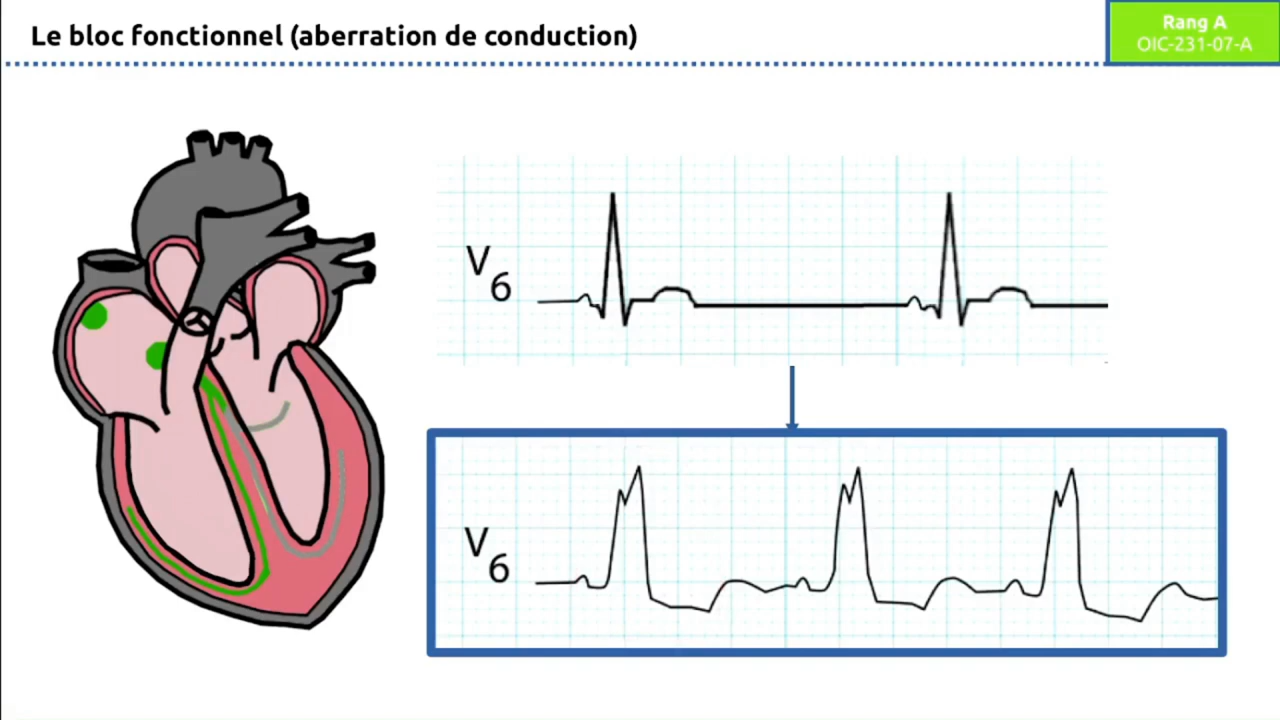 Le bloc fonctionnel (aberration de conduction)
Rang A
OIC-231-07-A
V6
V6